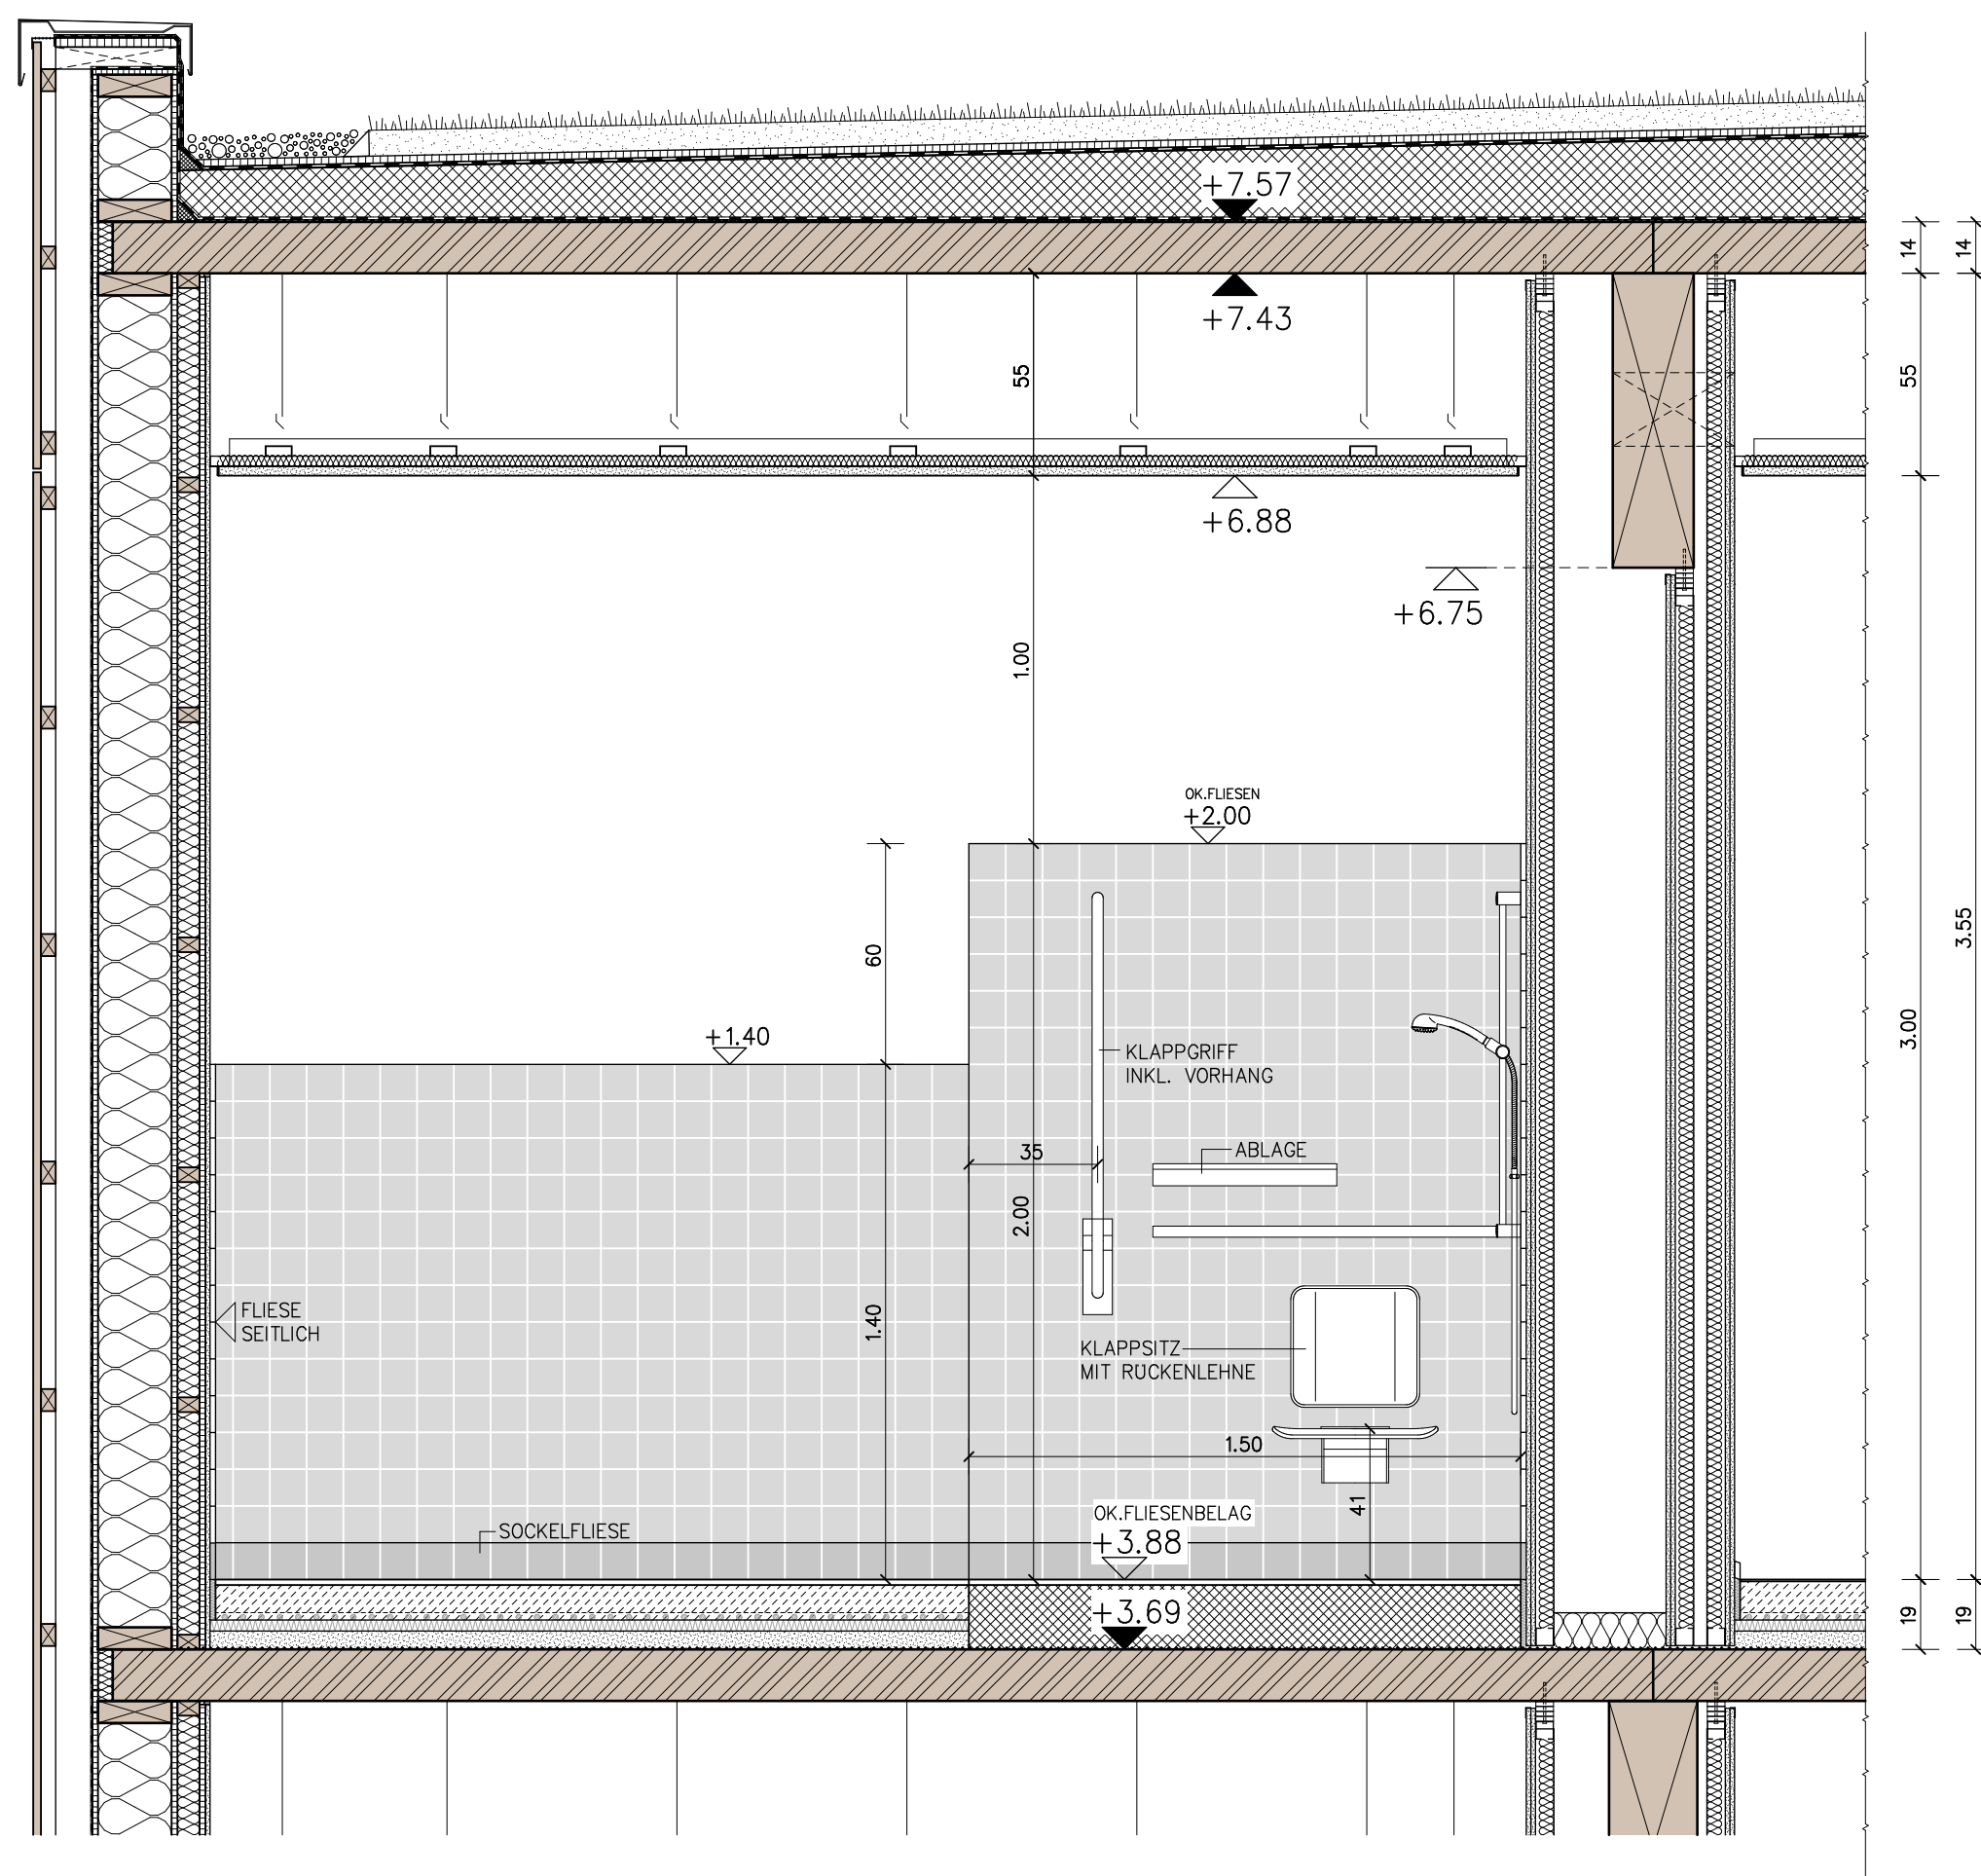 +7.57
14
14
+7.43
55
55
+6.88
+6.75
1.00
OK.FLIESEN
+2.00
3.55
60
3.00
+1.40
KLAPPGRIFF
INKL. VORHANG
35
ABLAGE
2.00
FLIESE
SEITLICH
1.40
KLAPPSITZ
MIT RÜCKENLEHNE
1.50
41
OK.FLIESENBELAG
+3.88
SOCKELFLIESE
+3.69
19
19